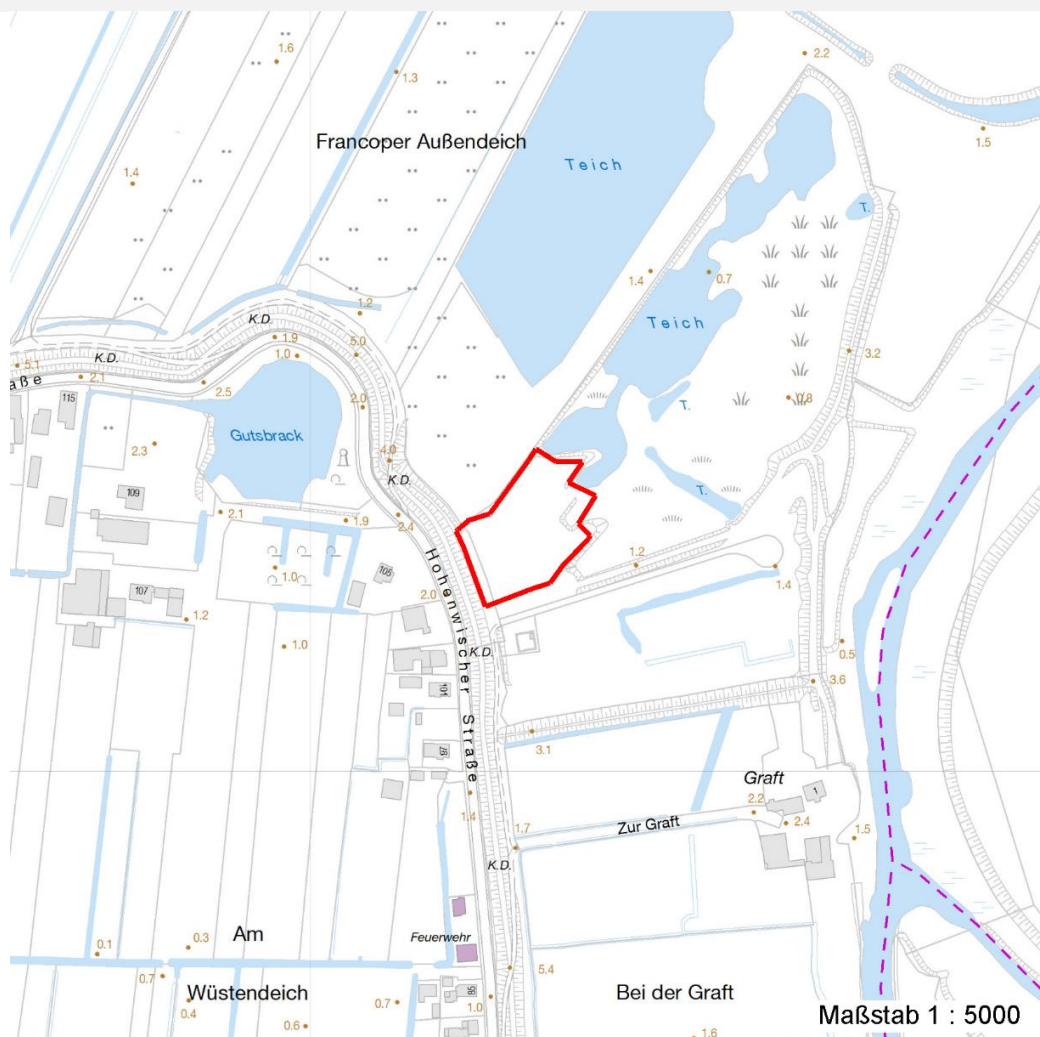 1.6
2.2
1.3
1.5
Francoper Außendeich
Teich
1.4
T.
1.4
0.7
1.2
K.D.
Teich
1.9
5.0
1.0
K.D.
3.2
5.1
2.1
aße
2.5
115
2.0
0.8
T.
Gutsbrack
2.3
4.0
K.D.
T.
109
2.1
1.9
2.4
1.2
1.0
105
1.4
107
2.0
Hohenwischer Straße
1.2
1.0
K.D.
0.5
101
3.6
97
3.1
Graft
1
1.4
2.2
2.4
Zur Graft
1.7
1.5
K.D.
Am
Feuerwehr
0.3
0.1
0.7
5.4
Wüstendeich
85
Bei der Graft
0.4
0.7
1.0
Maßstab 1 : 5000
0.6
1.6